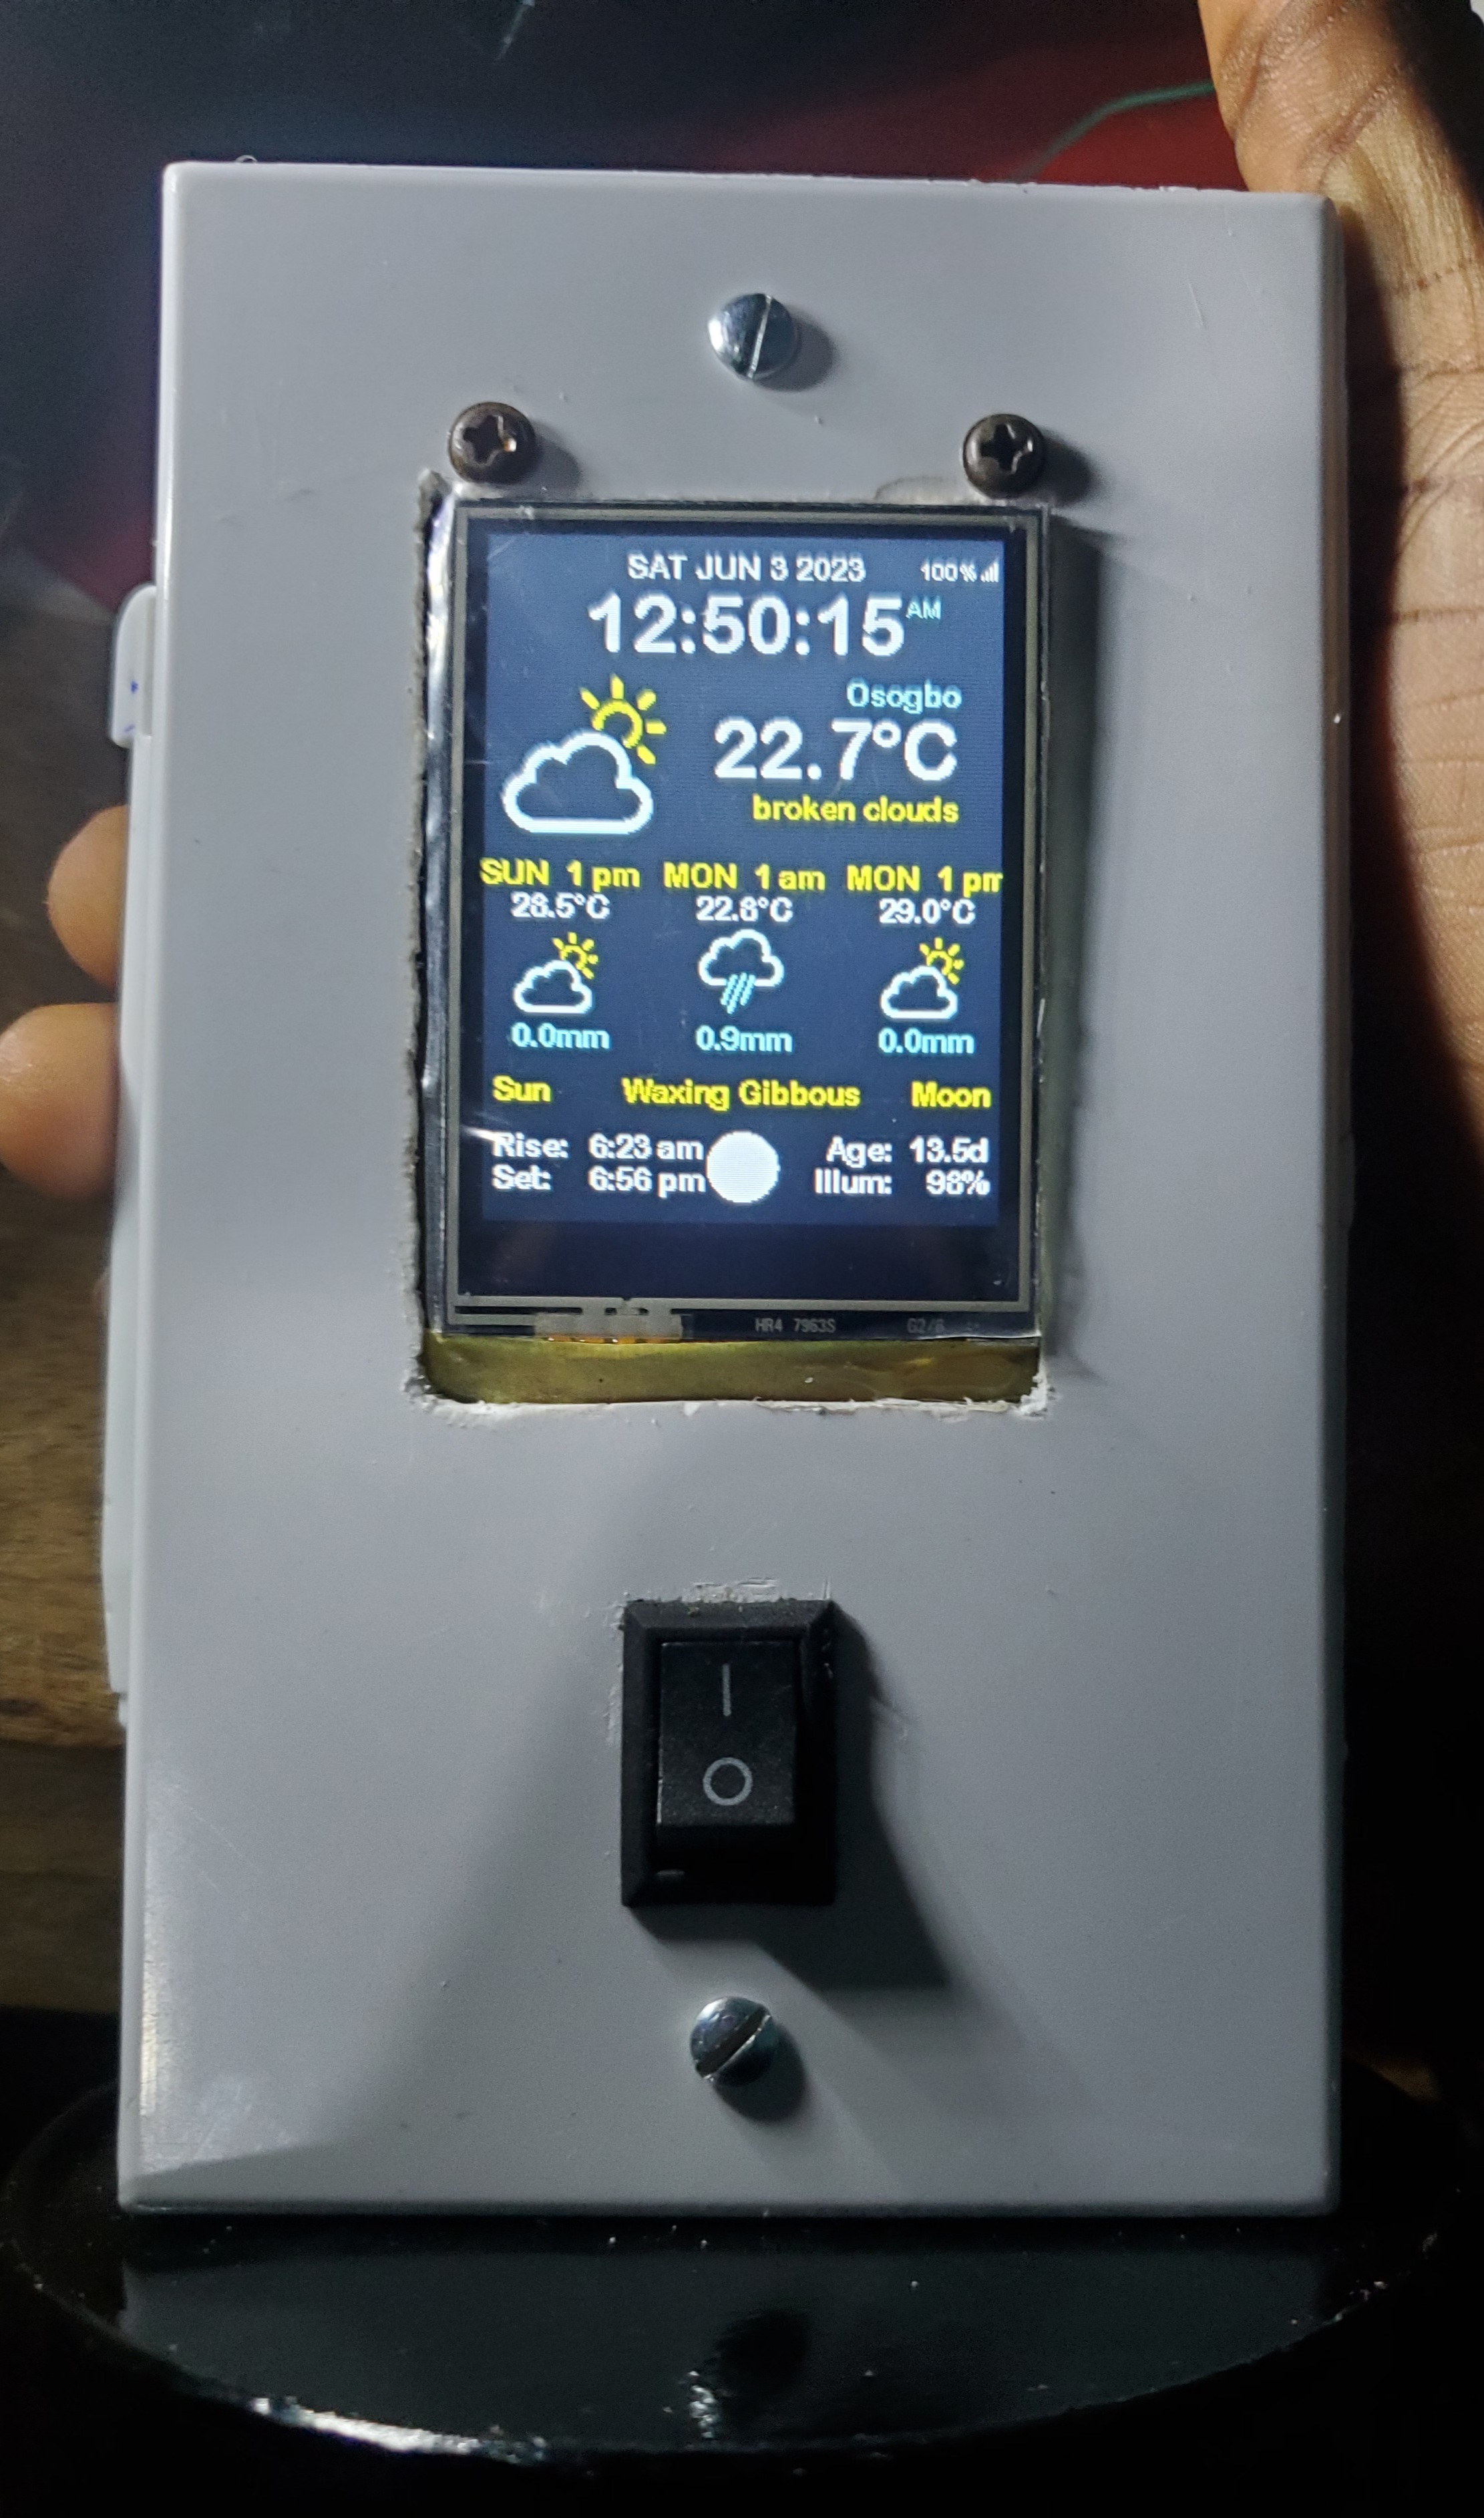 SAT JUN 3 2023 100%
12:50:15 AM
Osogbo
22.7°C
broken clouds
SUN 1 pm MON 1 am MON 1 pm
28.5°C 22.8°C 29.0°C
0.0mm 0.9mm 0.0mm
Sun Waxing Gibbous Moon
Rise: 6:23 am Age: 13.5d
Set: 6:56 pm Illum: 98%
HR4 7963S
I
O